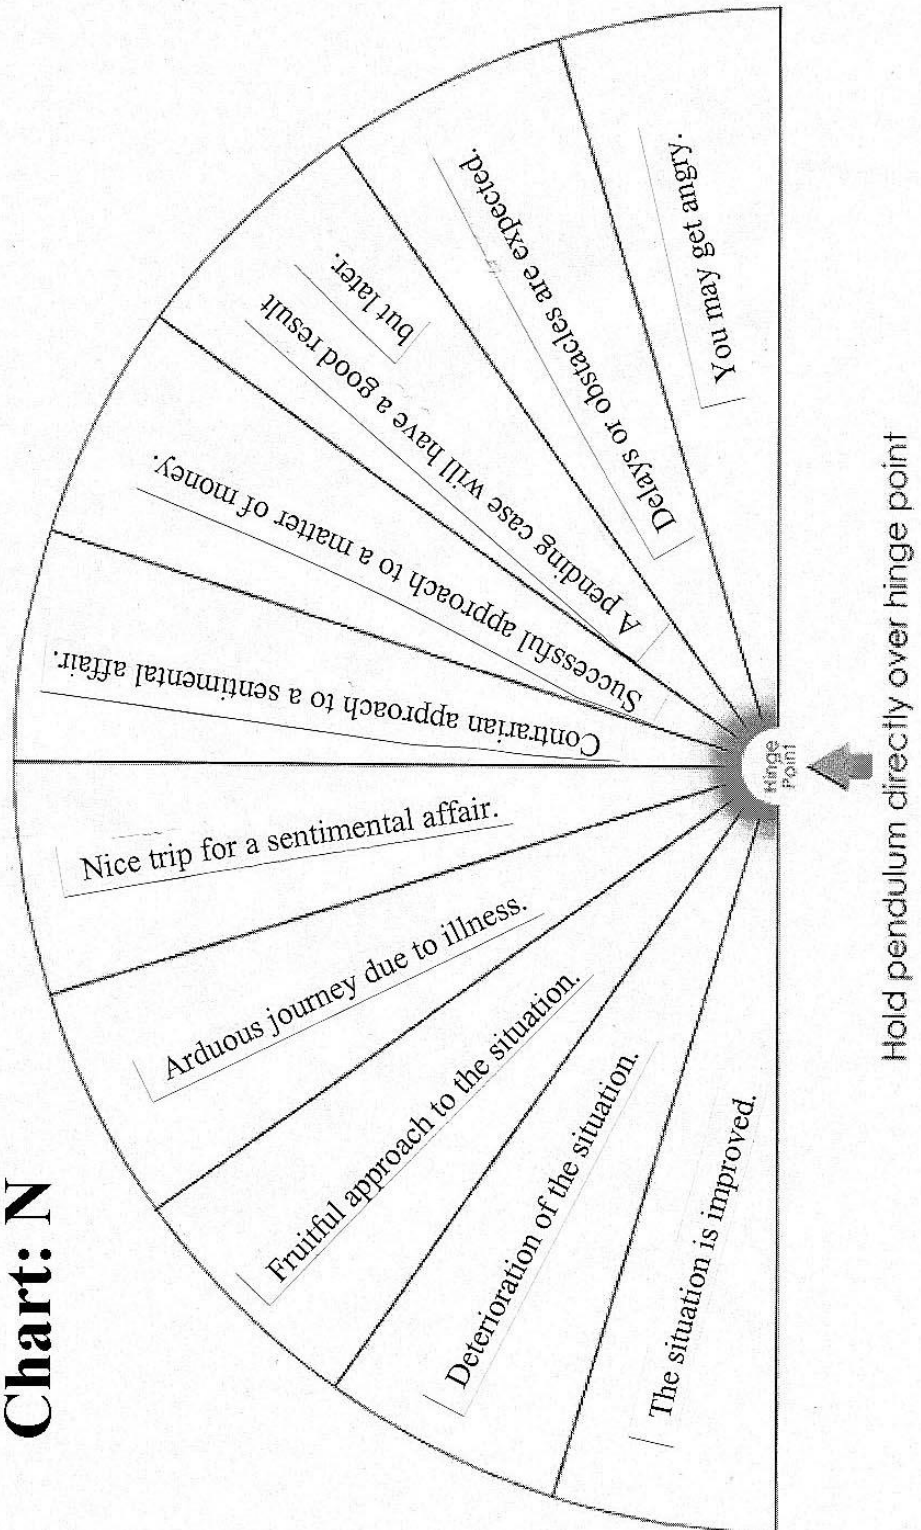 Chart: N
The situation is improved.
Deterioration of the situation.
Fruitful approach to the situation.
Arduous journey due to illness.
Nice trip for a sentimental affair.
Contrarian approach to a sentimental affair.
Successful approach to a matter of money.
A pending case will have a good result
but later.
Delays or obstacles are expected.
You may get angry.
Hinge
Point
Hold pendulum directly over hinge point